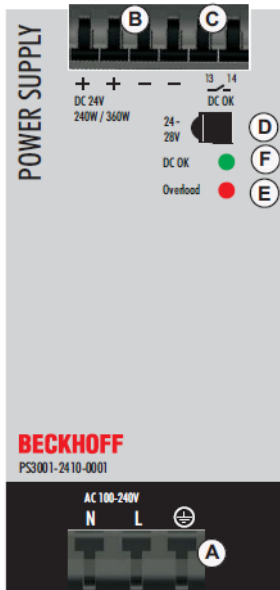 B
C
POWER SUPPLY
+ + − −
13 14
DC 24V
240W / 360W
DC OK
24 -
28V
D
DC OK
F
Overload
E
BECKHOFF
PS3001-2410-0001
AC 100-240V
N L
A